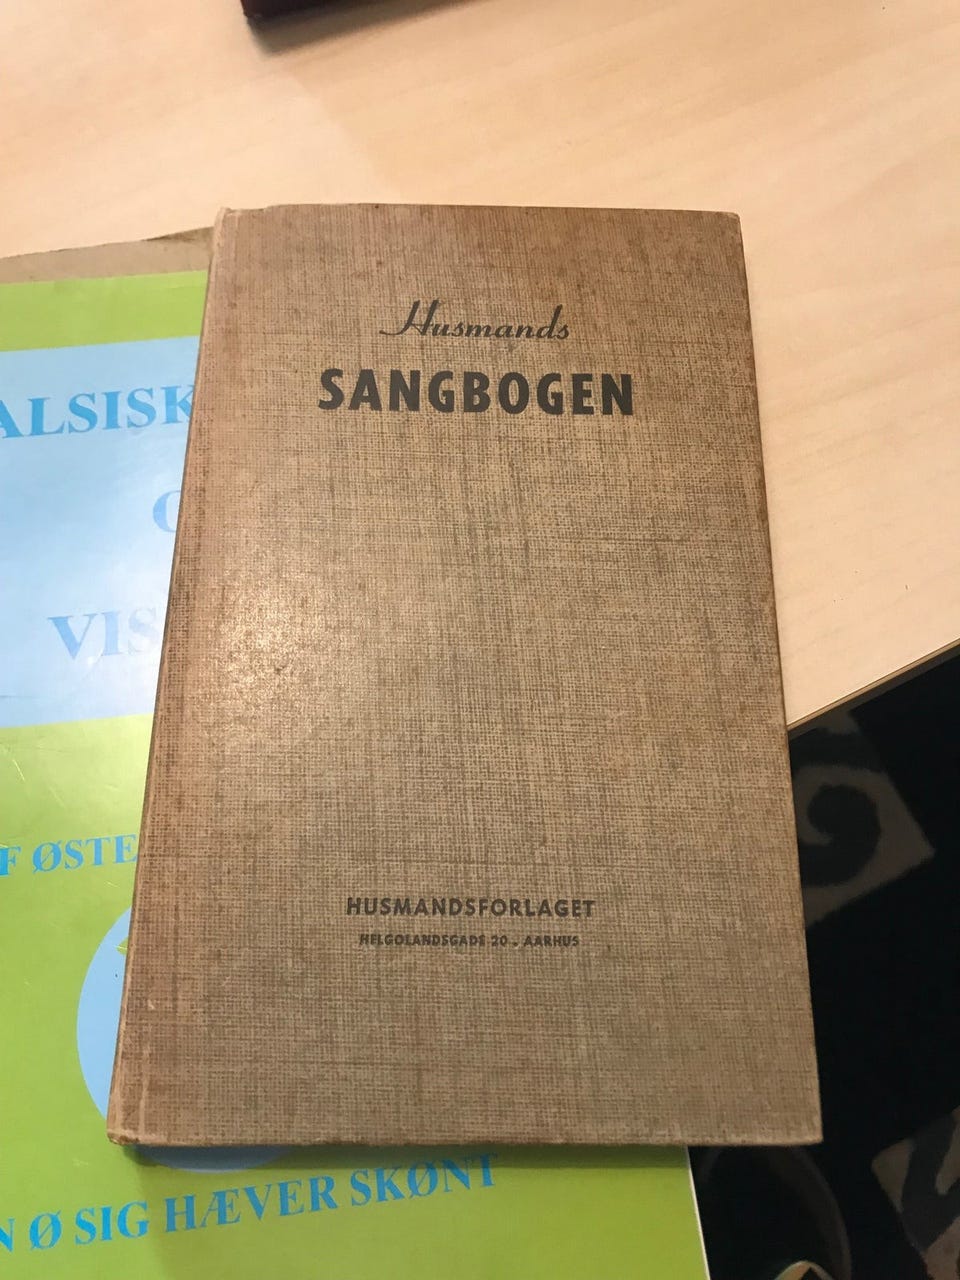 Husmands
SANGBOGEN
HUSMANDSFORLAGET
HELGOLANDSGADE 20 . AARHUS
ALSISK
VIS
F ØSTE
N Ø SIG HÆVER SKØNT